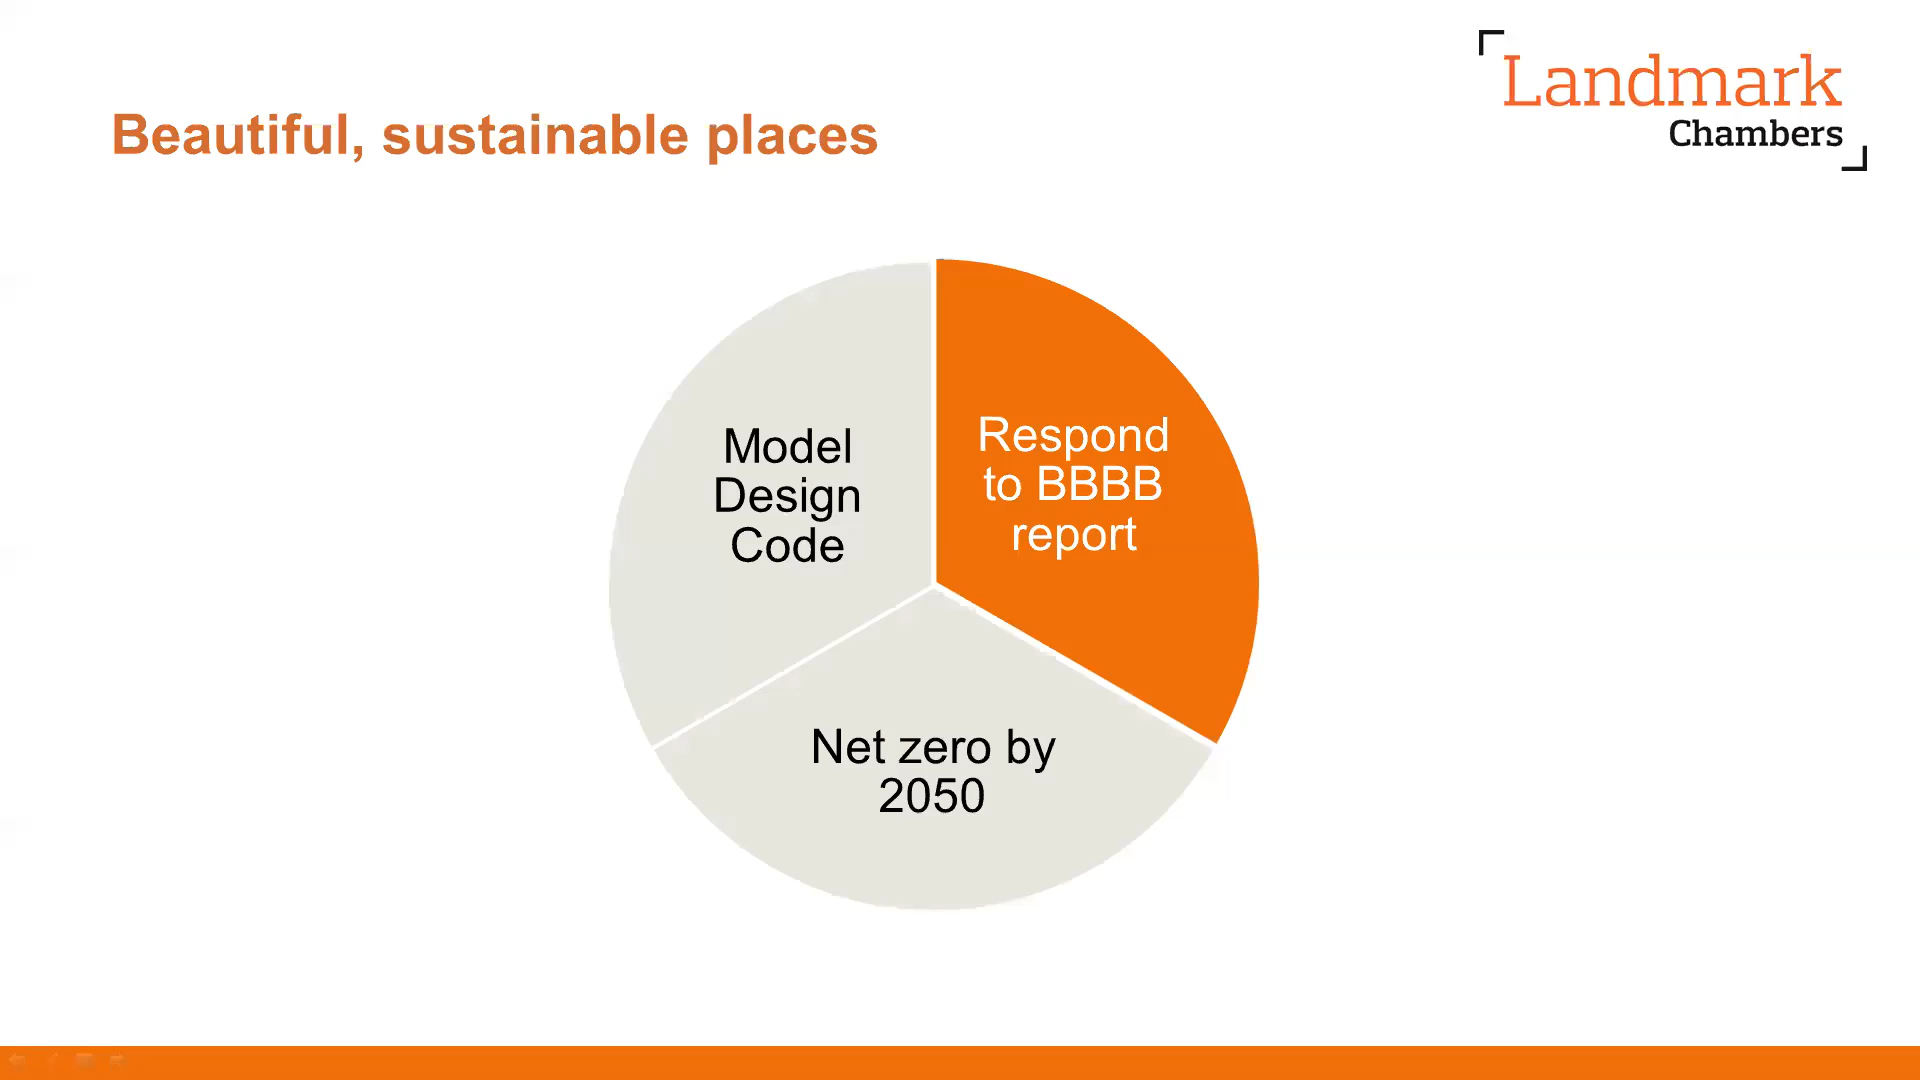 Landmark
Chambers
Beautiful, sustainable places
Model
Design
Code
Respond
to BBBB
report
Net zero by
2050